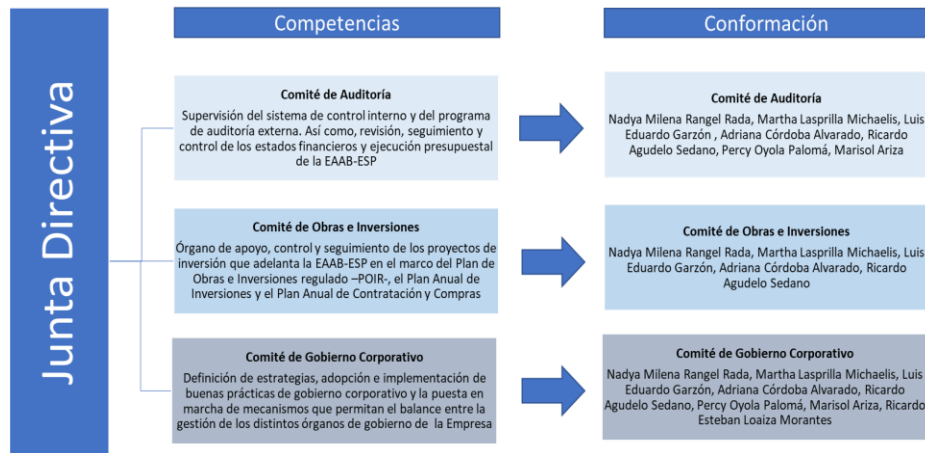 Junta Directiva
Competencias
Conformación
Comité de Auditoría
Supervisión del sistema de control interno y del programa
de auditoría externa. Así como, revisión, seguimiento y
control de los estados financieros y ejecución presupuestal
de la EAAB-ESP
Comité de Auditoría
Nadya Milena Rangel Rada, Martha Lasprilla Michaelis, Luis
Eduardo Garzón , Adriana Córdoba Alvarado, Ricardo
Agudelo Sedano, Percy Oyola Palomá, Marisol Ariza
Comité de Obras e Inversiones
Órgano de apoyo, control y seguimiento de los proyectos de
inversión que adelanta la EAAB-ESP en el marco del Plan de
Obras e Inversiones regulado –POIR-, el Plan Anual de
Inversiones y el Plan Anual de Contratación y Compras
Comité de Obras e Inversiones
Nadya Milena Rangel Rada, Martha Lasprilla Michaelis, Luis
Eduardo Garzón, Adriana Córdoba Alvarado, Ricardo
Agudelo Sedano
Comité de Gobierno Corporativo
Definición de estrategias, adopción e implementación de
buenas prácticas de gobierno corporativo y la puesta en
marcha de mecanismos que permitan el balance entre la
gestión de los distintos órganos de gobierno de la Empresa
Comité de Gobierno Corporativo
Nadya Milena Rangel Rada, Martha Lasprilla Michaelis, Luis
Eduardo Garzón, Adriana Córdoba Alvarado, Ricardo
Agudelo Sedano, Percy Oyola Palomá, Marisol Ariza, Ricardo
Esteban Loaiza Morantes